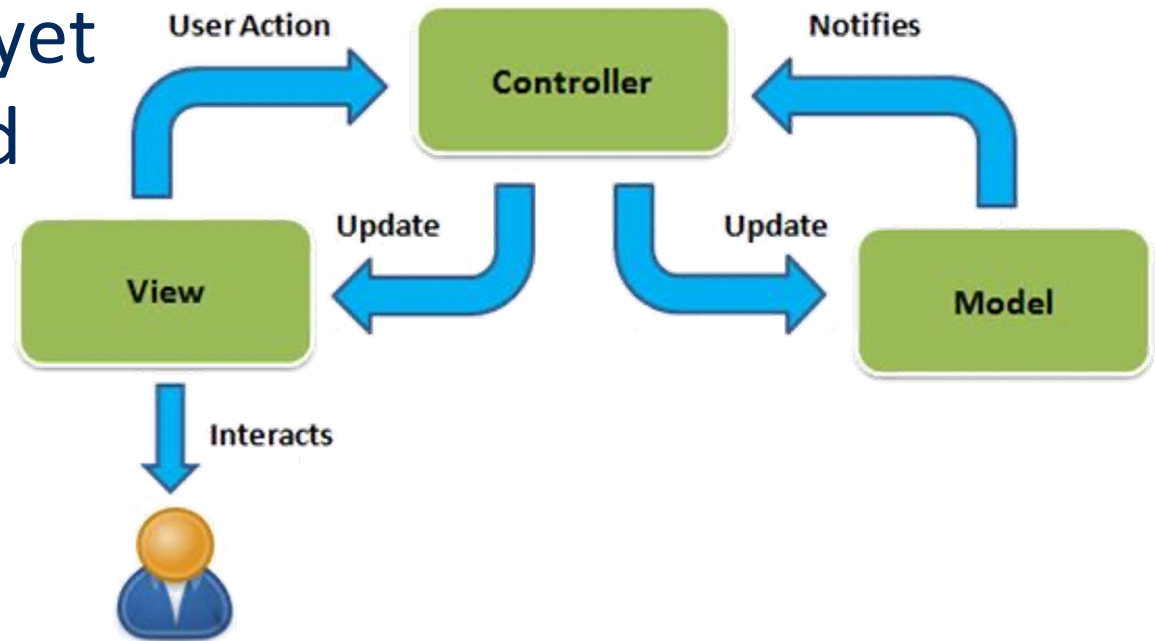 yet
d
User Action
Notifies
Controller
Update
Update
View
Model
Interacts